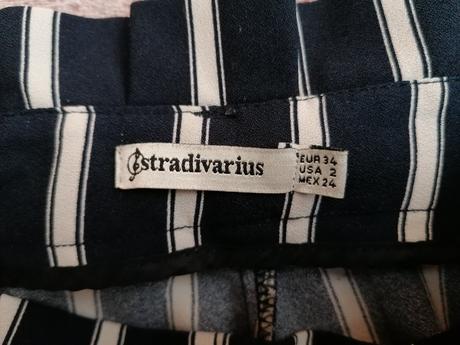 stradivarius
EUR 34
USA 2
MEX 24